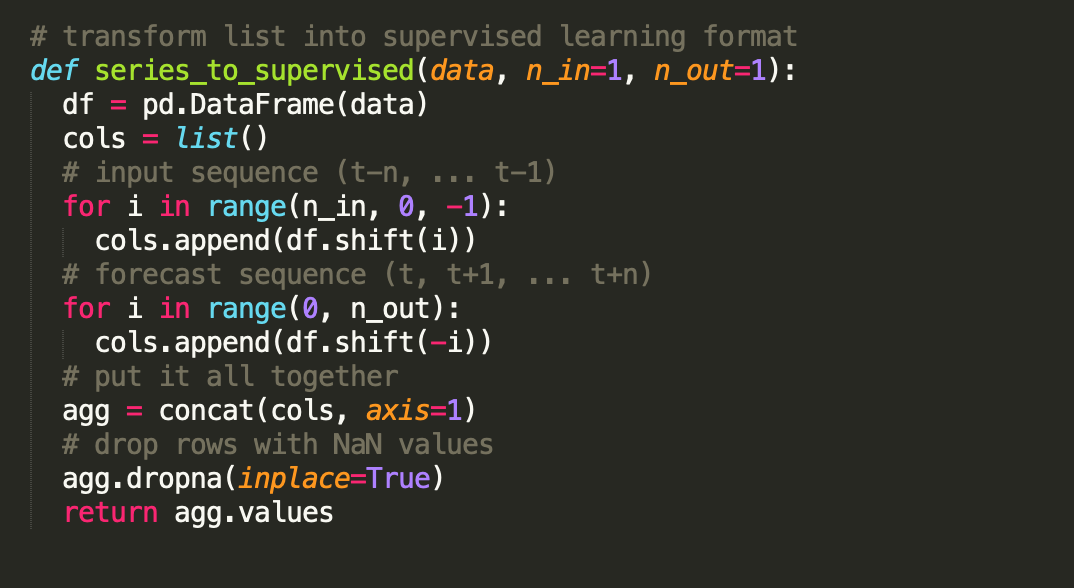 # transform list into supervised learning format
def series_to_supervised(data, n_in=1, n_out=1):
  df = pd.DataFrame(data)
  cols = list()
  # input sequence (t-n, ... t-1)
  for i in range(n_in, 0, -1):
    cols.append(df.shift(i))
  # forecast sequence (t, t+1, ... t+n)
  for i in range(0, n_out):
    cols.append(df.shift(-i))
  # put it all together
  agg = concat(cols, axis=1)
  # drop rows with NaN values
  agg.dropna(inplace=True)
  return agg.values